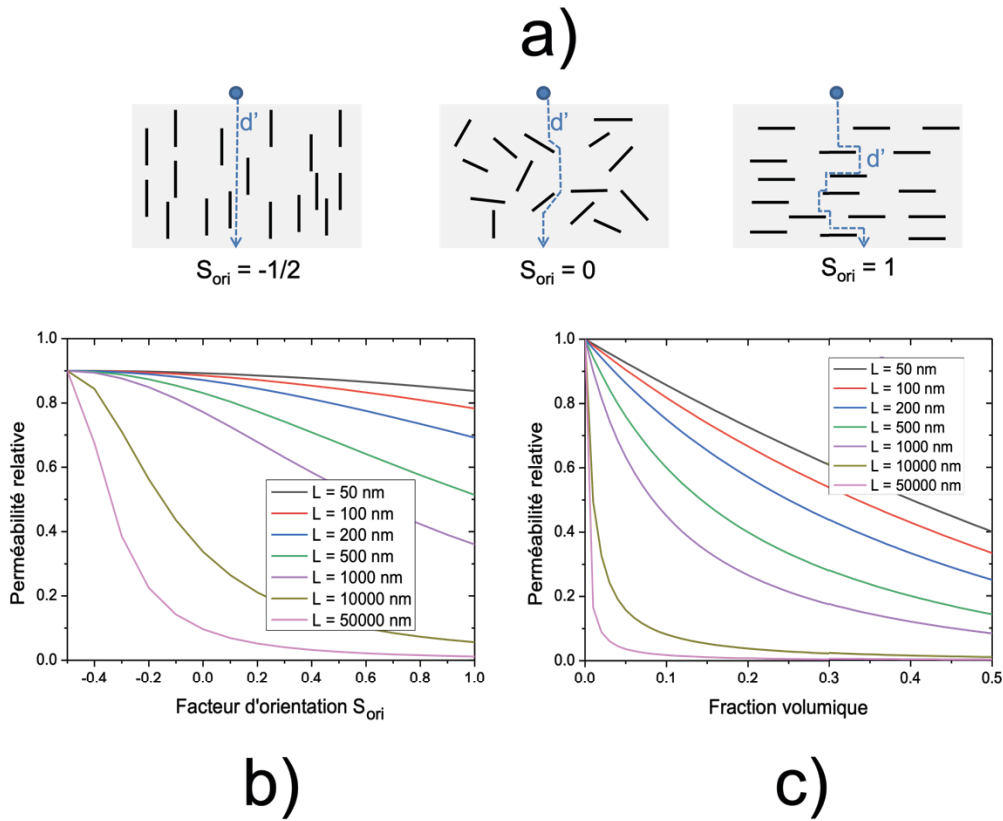 a)
d' d' d'
S_ori = -1/2 S_ori = 0 S_ori = 1
Perméabilité relative
1.0
0.8
0.6
0.4
0.2
0.0
L = 50 nm
L = 100 nm
L = 200 nm
L = 500 nm
L = 1000 nm
L = 10000 nm
L = 50000 nm
-0.4 -0.2 0.0 0.2 0.4 0.6 0.8 1.0
Facteur d'orientation S_ori
b)
Perméabilité relative
1.0
0.8
0.6
0.4
0.2
0.0
L = 50 nm
L = 100 nm
L = 200 nm
L = 500 nm
L = 1000 nm
L = 10000 nm
L = 50000 nm
0.0 0.1 0.2 0.3 0.4 0.5
Fraction volumique
c)